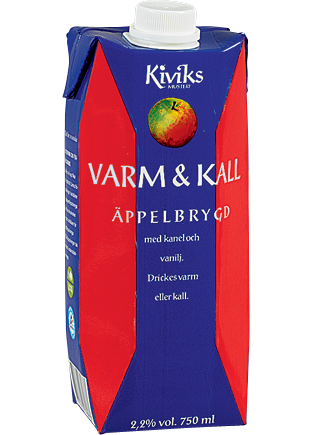 Kiviks
MUSTERI
VARM & KALL
ÄPPELBRYGD
med kanel och
vanilj.
Drickes varm
eller kall.
2,2% vol. 750 ml